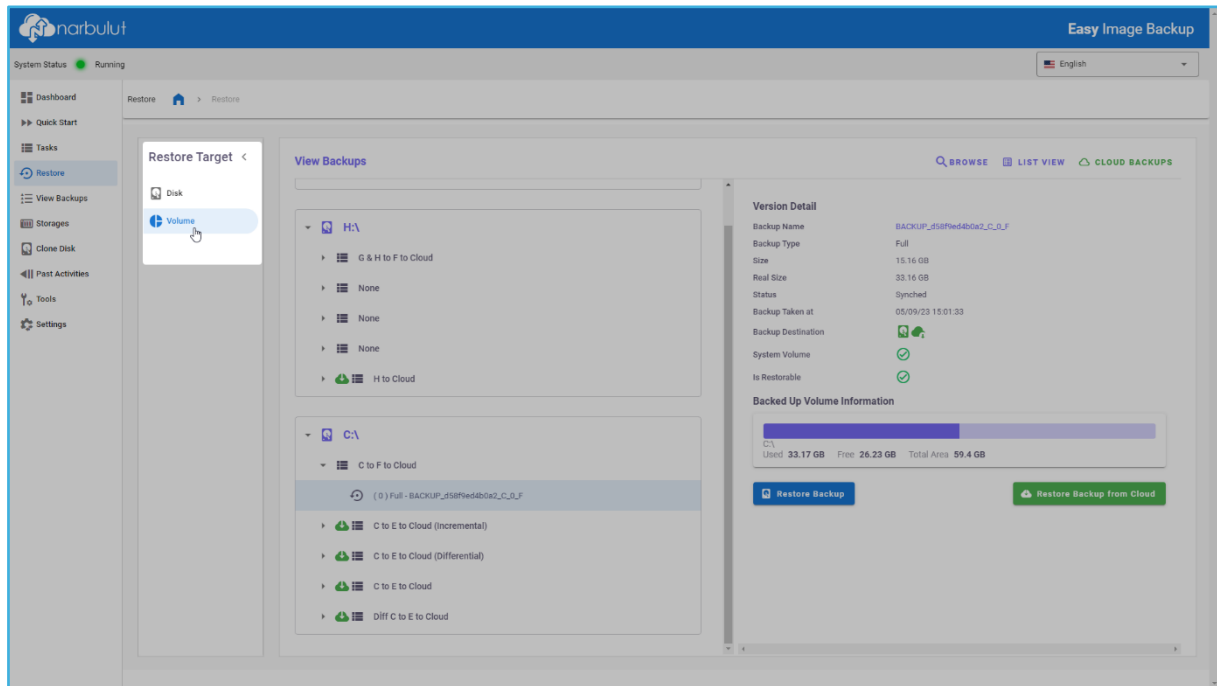 narbulut
Easy Image Backup
System Status Running
English
Dashboard
Quick Start
Tasks
Restore
View Backups
Storages
Clone Disk
Past Activities
Tools
Settings
Restore > Restore
Restore Target <
Disk
Volume
View Backups
BROWSE LIST VIEW CLOUD BACKUPS
H:\
G & H to F to Cloud
None
None
None
H to Cloud
C:\
C to F to Cloud
( 0 ) Full - BACKUP_d58f9ed4b0a2_C_0_F
C to E to Cloud (Incremental)
C to E to Cloud (Differential)
C to E to Cloud
Diff C to E to Cloud
Version Detail
Backup Name BACKUP_d58f9ed4b0a2_C_0_F
Backup Type Full
Size 15.16 GB
Real Size 33.16 GB
Status Synched
Backup Taken at 05/09/23 15:01:33
Backup Destination
System Volume
Is Restorable
Backed Up Volume Information
C:\
Used 33.17 GB Free 26.23 GB Total Area 59.4 GB
Restore Backup
Restore Backup from Cloud